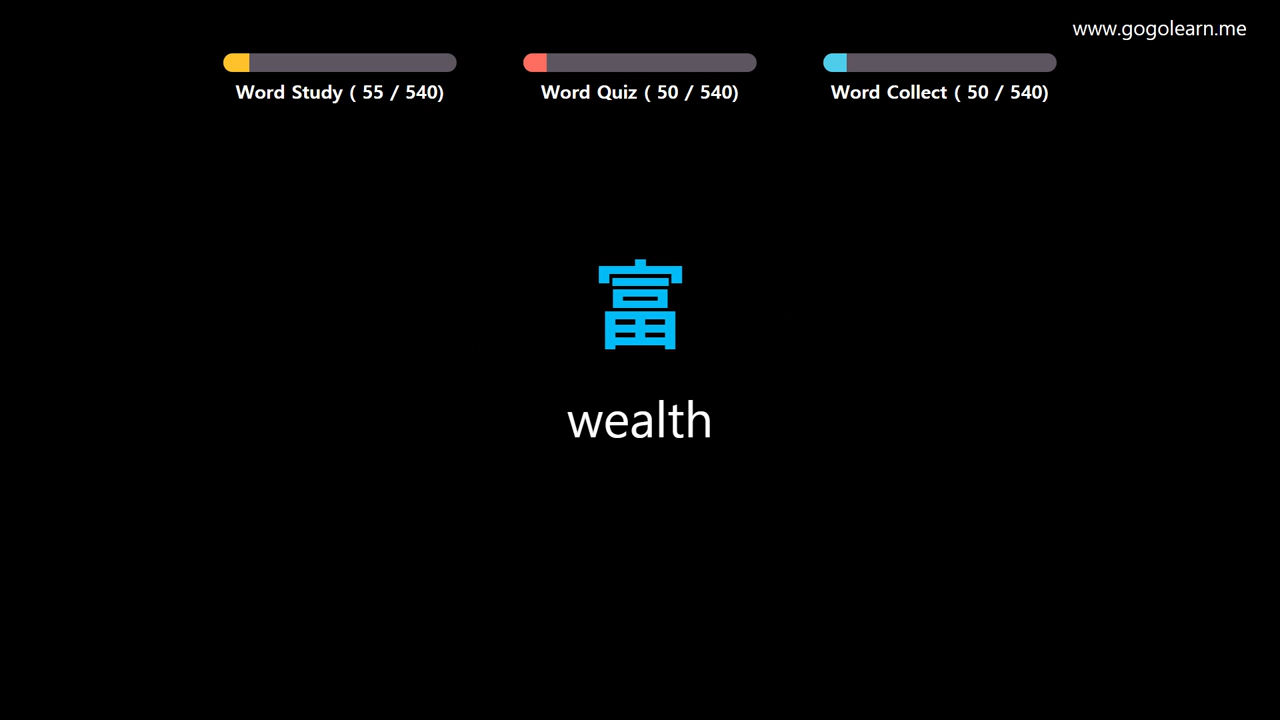 www.gogolearn.me
Word Study ( 55 / 540)
Word Quiz ( 50 / 540)
Word Collect ( 50 / 540)
富
wealth